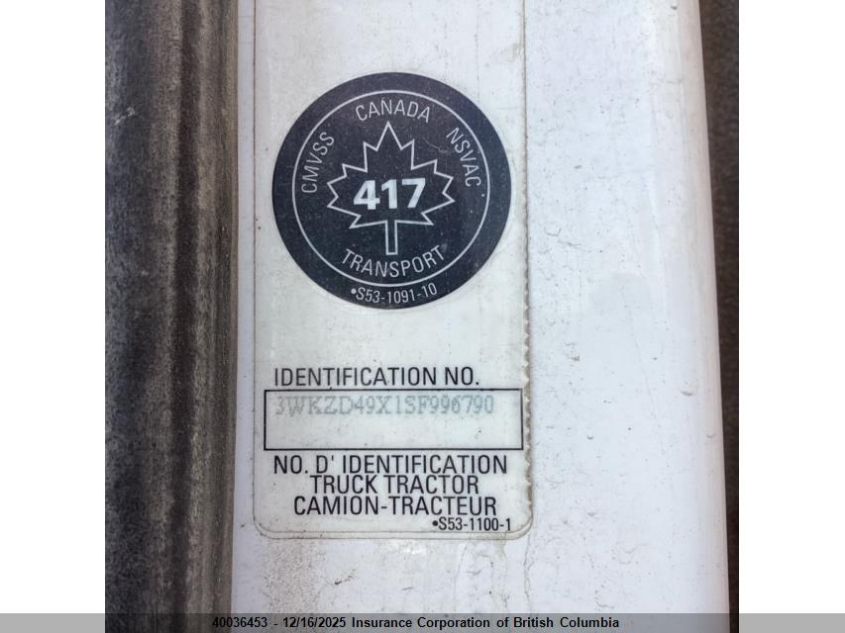 CANADA
CMVSS
NSVAC
417
TRANSPORT
•S53-1091-10
IDENTIFICATION NO.
3WKZD49X1SF996790
NO. D' IDENTIFICATION
TRUCK TRACTOR
CAMION-TRACTEUR
•S53-1100-1
40036453 - 12/16/2025 Insurance Corporation of British Columbia